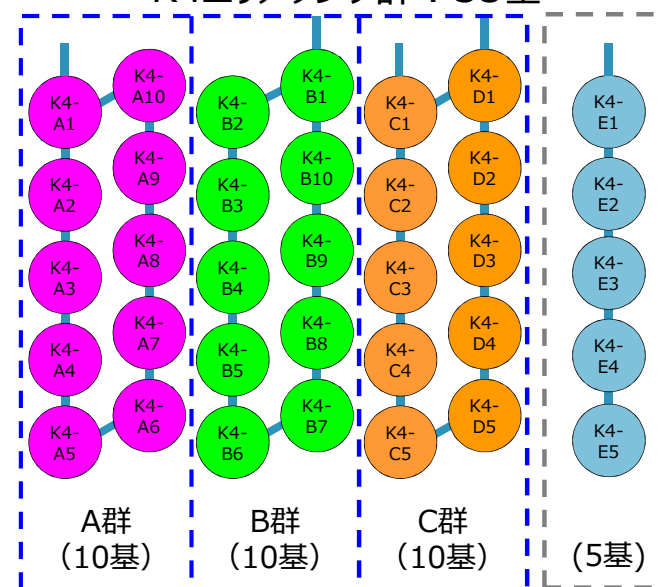 K4エリアタンク群：35基
K4-
A1
K4-
A2
K4-
A3
K4-
A4
K4-
A5
K4-
A10
K4-
A9
K4-
A8
K4-
A7
K4-
A6
A群
（10基）
K4-
B2
K4-
B3
K4-
B4
K4-
B5
K4-
B6
K4-
B1
K4-
B10
K4-
B9
K4-
B8
K4-
B7
B群
（10基）
K4-
C1
K4-
C2
K4-
C3
K4-
C4
K4-
C5
K4-
D1
K4-
D2
K4-
D3
K4-
D4
K4-
D5
C群
（10基）
K4-
E1
K4-
E2
K4-
E3
K4-
E4
K4-
E5
(5基)